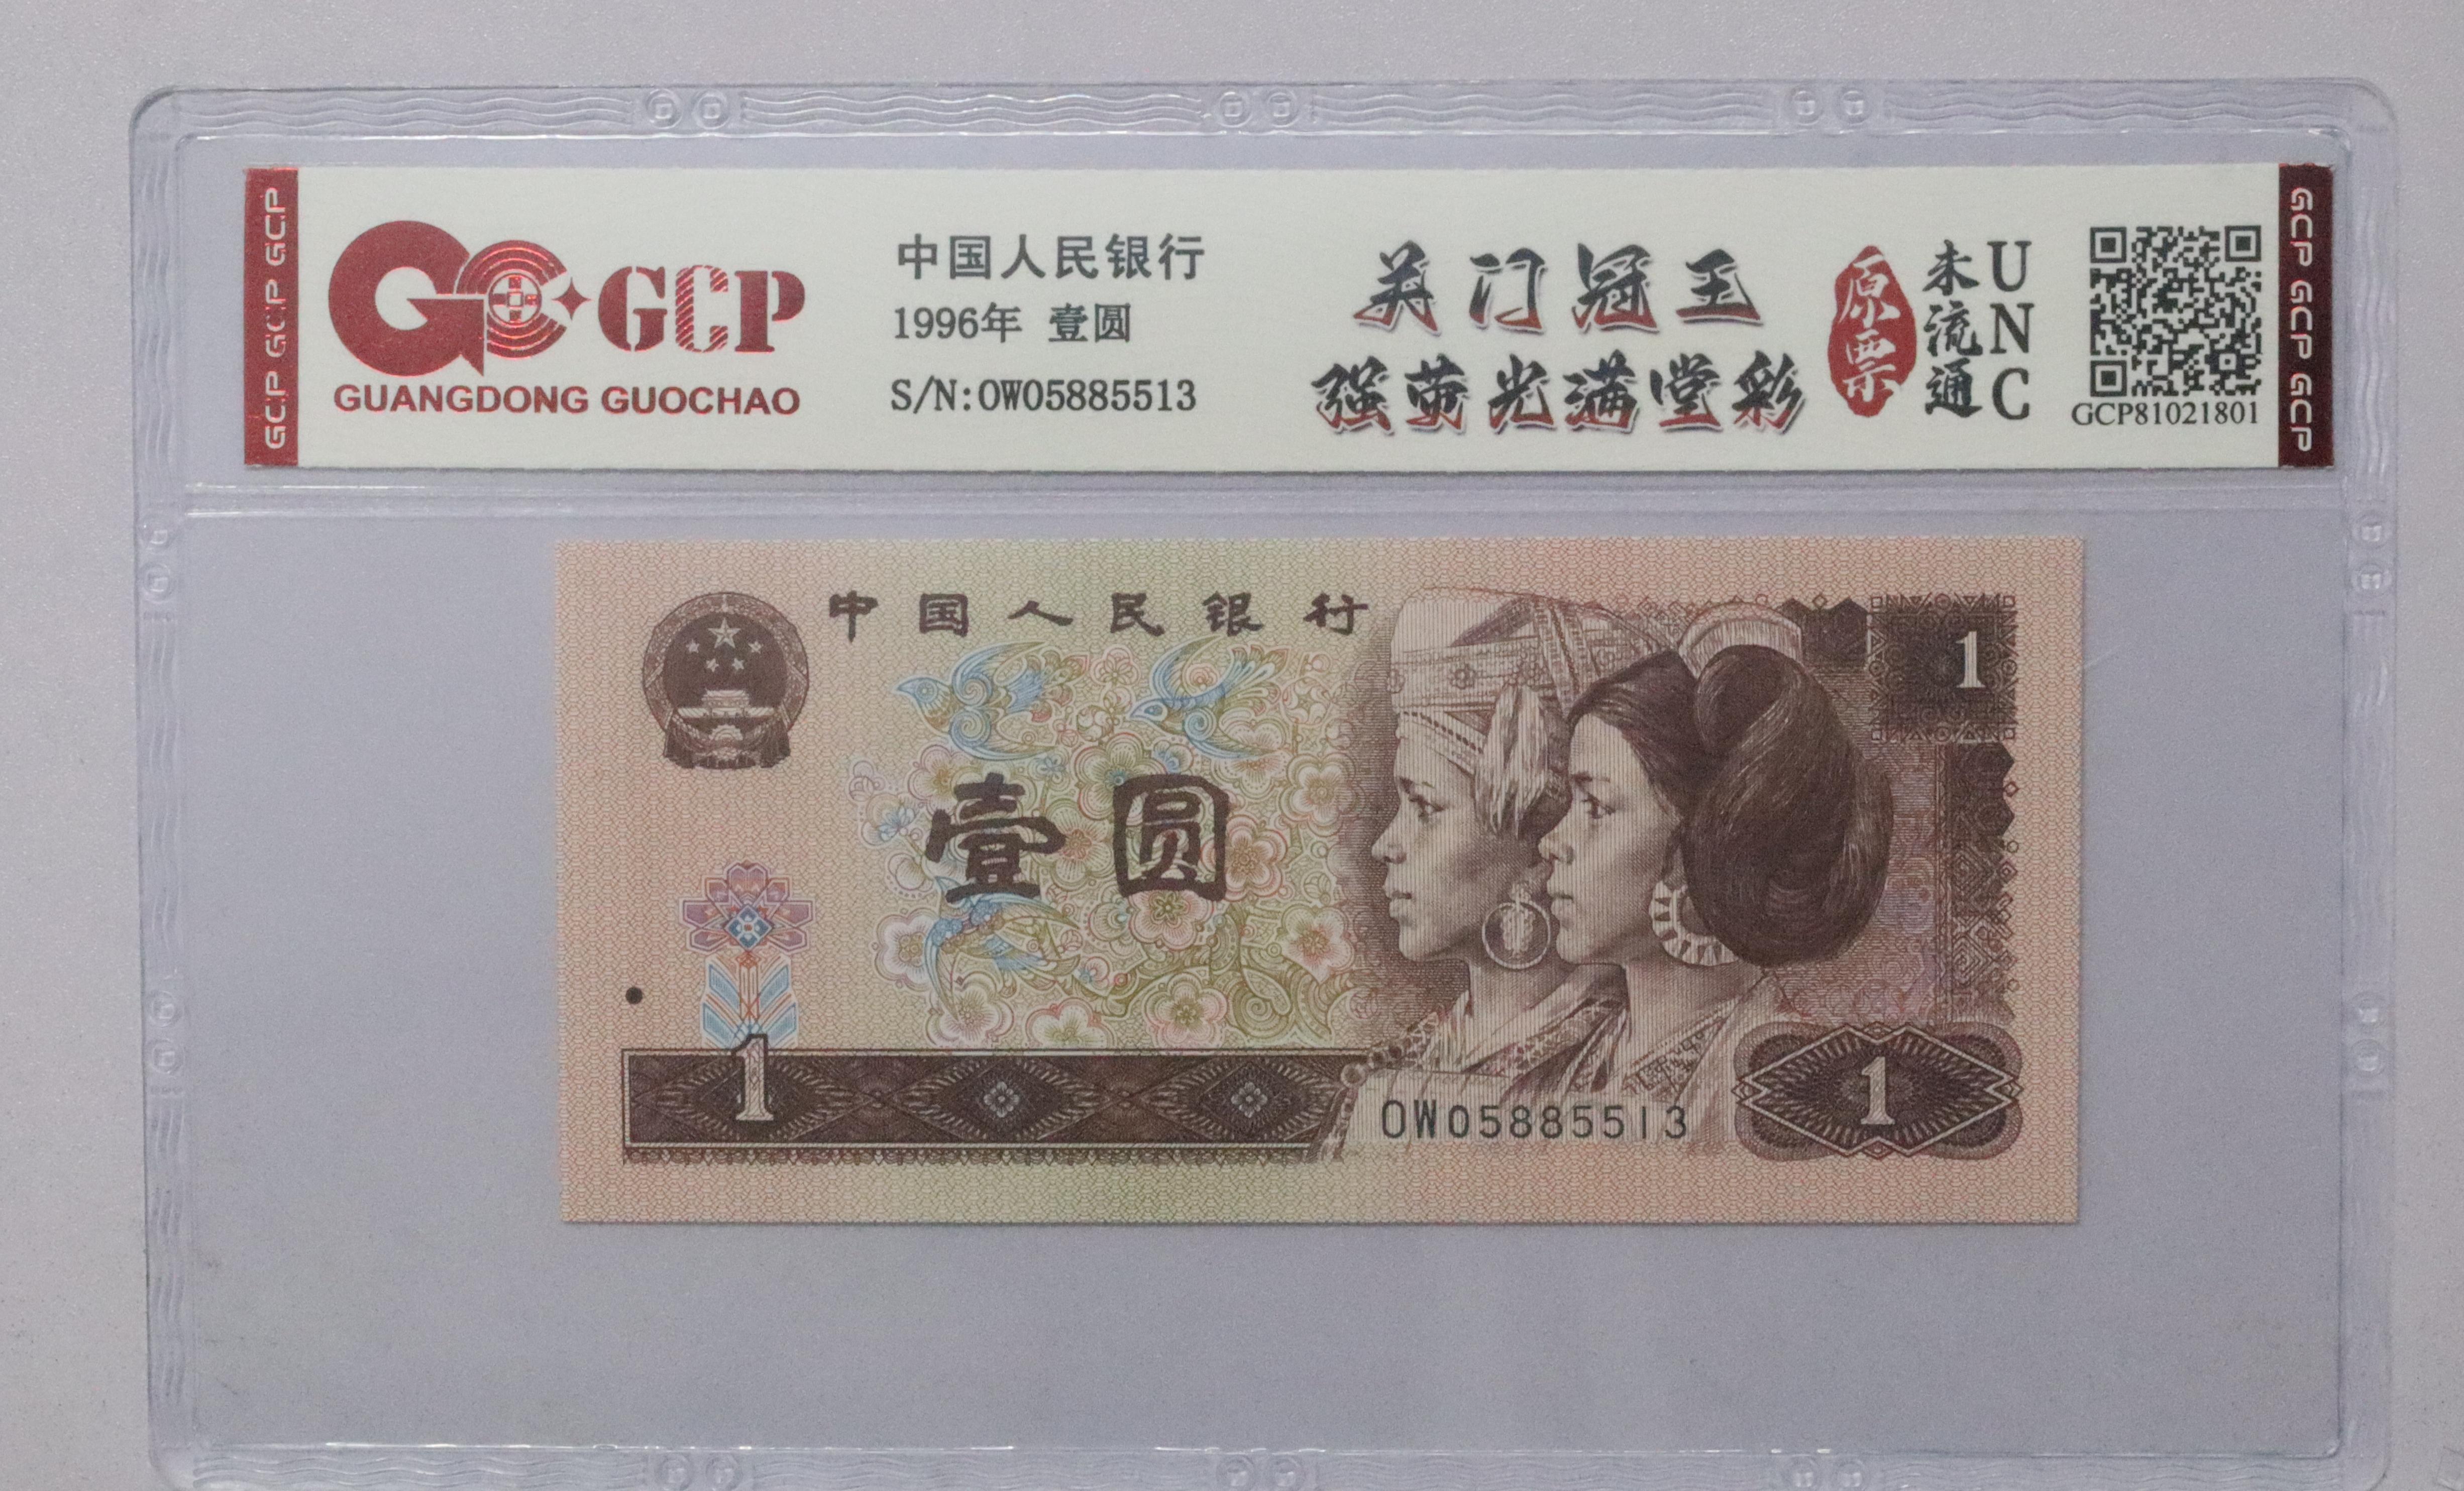 GCP GCP GCP
GCP
GUANGDONG GUOCHAO
中国人民银行
1996年 壹圆
S/N:OW05885513
关门冠王
强荧光满堂彩
原票
未流通
UNC
GCP81021801
GCP GCP GCP
中国人民银行
1
壹圆
1
OW05885513
1